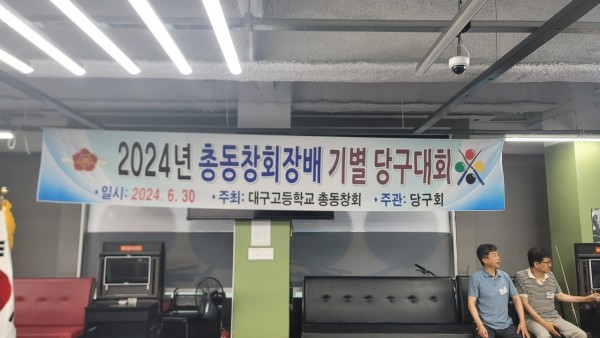 2024년 총동창회장배 기별 당구대회
• 일시: 2024. 6. 30 • 주최: 대구고등학교 총동창회 • 주관: 당구회